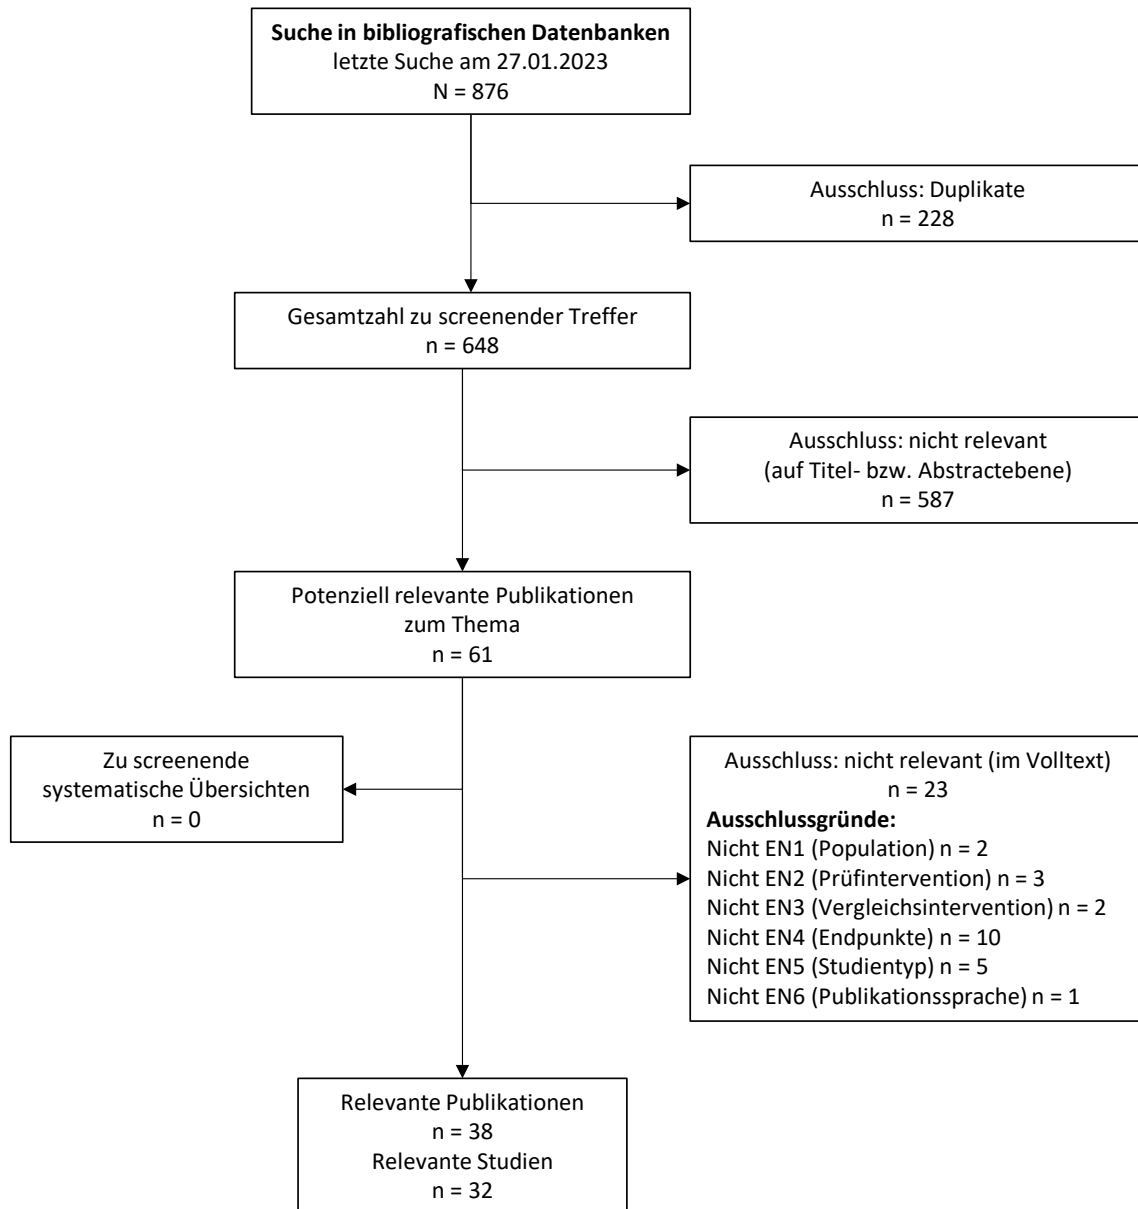 Suche in bibliografischen Datenbanken
letzte Suche am 27.01.2023
N = 876
Ausschluss: Duplikate
n = 228
Gesamtzahl zu screenender Treffer
n = 648
Ausschluss: nicht relevant
(auf Titel- bzw. Abstractebene)
n = 587
Potenziell relevante Publikationen
zum Thema
n = 61
Zu screenende
systematische Übersichten
n = 0
Ausschluss: nicht relevant (im Volltext)
n = 23
Ausschlussgründe:
Nicht EN1 (Population) n = 2
Nicht EN2 (Prüfintervention) n = 3
Nicht EN3 (Vergleichsintervention) n = 2
Nicht EN4 (Endpunkte) n = 10
Nicht EN5 (Studientyp) n = 5
Nicht EN6 (Publikationssprache) n = 1
Relevante Publikationen
n = 38
Relevante Studien
n = 32